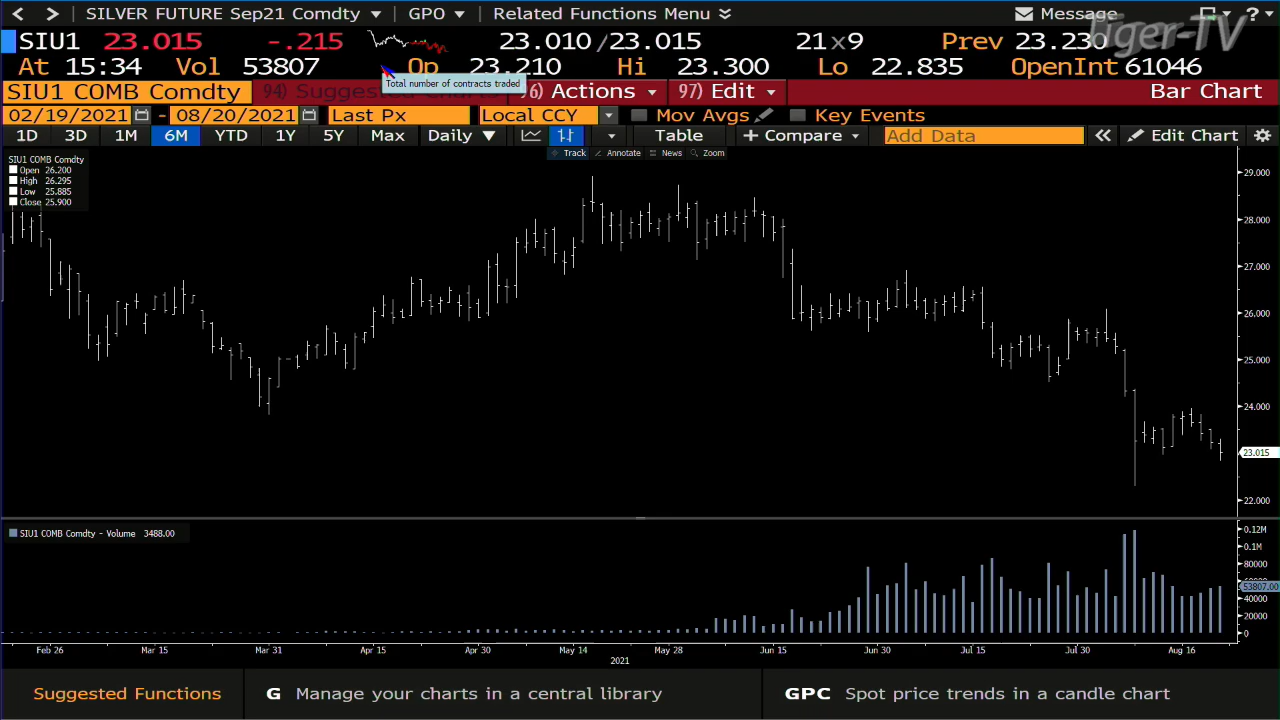 SILVER FUTURE Sep21 Comdty GPO Related Functions Menu Message ?
SIU1 23.015 -.215 23.010/23.015 21x9 Prev 23.230
At 15:34 Vol 53807 Op 23.210 Hi 23.300 Lo 22.835 OpenInt 61046
Total number of contracts traded
SIU1 COMB Comdty 94) Suggested Actions 97) Edit Bar Chart
02/19/2021 - 08/20/2021 Last Px Local CCY Mov Avgs Key Events
1D 3D 1M 6M YTD 1Y 5Y Max Daily Table + Compare Add Data Edit Chart
Track Annotate News Zoom
SIU1 COMB Comdty
Open 26.200
High 26.295
Low 25.885
Close 25.900
29.000
28.000
27.000
26.000
25.000
24.000
23.015
22.000
SIU1 COMB Comdty - Volume 3488.00
0.12M
0.1M
80000
53807.00
40000
20000
0
Feb 26 Mar 15 Mar 31 Apr 15 Apr 30 May 14 May 28 Jun 15 Jun 30 Jul 15 Jul 30 Aug 16
2021
Suggested Functions G Manage your charts in a central library GPC Spot price trends in a candle chart